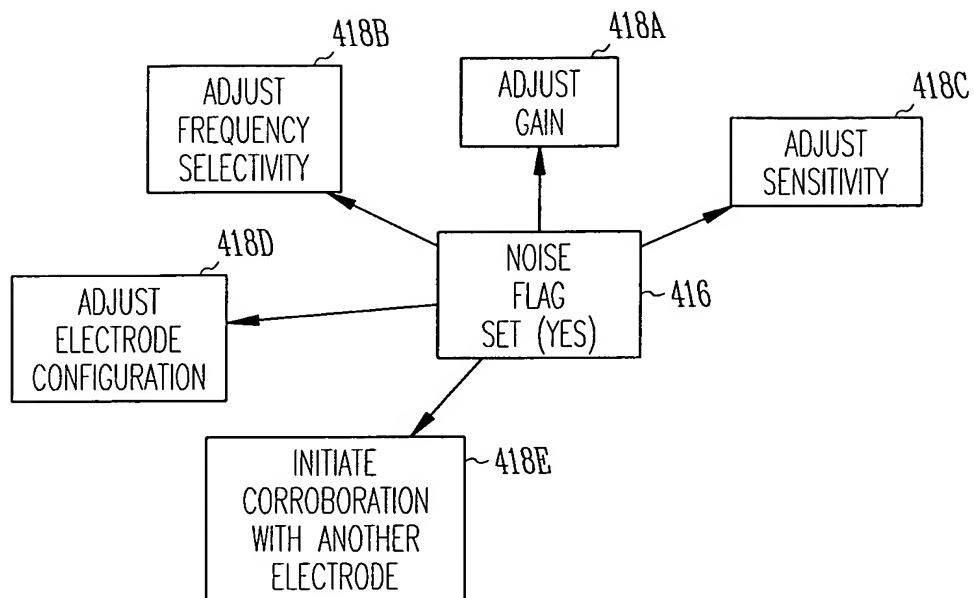 418B
ADJUST
FREQUENCY
SELECTIVITY
418A
ADJUST
GAIN
418C
ADJUST
SENSITIVITY
418D
ADJUST
ELECTRODE
CONFIGURATION
NOISE
FLAG
SET (YES)
416
418E
INITIATE
CORROBORATION
WITH ANOTHER
ELECTRODE